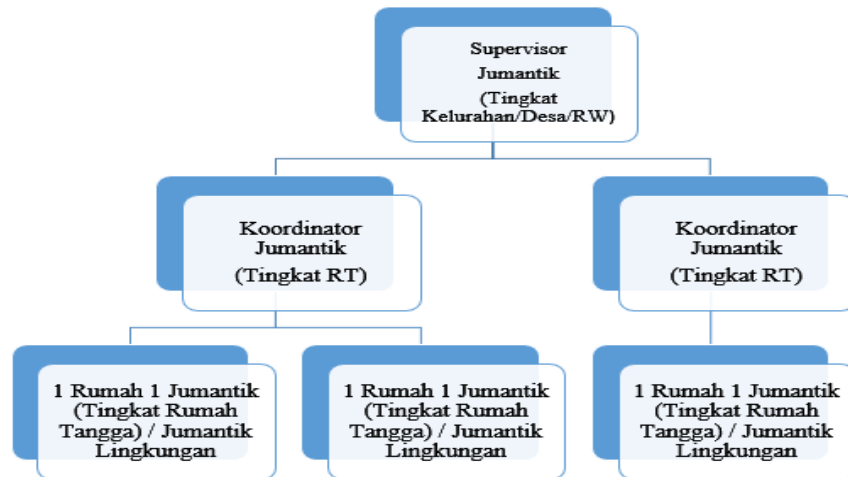 Supervisor
Jumantik
(Tingkat
Kelurahan/Desa/RW)
Koordinator
Jumantik
(Tingkat RT)
Koordinator
Jumantik
(Tingkat RT)
1 Rumah 1 Jumantik
(Tingkat Rumah
Tangga) / Jumantik
Lingkungan
1 Rumah 1 Jumantik
(Tingkat Rumah
Tangga) / Jumantik
Lingkungan
1 Rumah 1 Jumantik
(Tingkat Rumah
Tangga) / Jumantik
Lingkungan